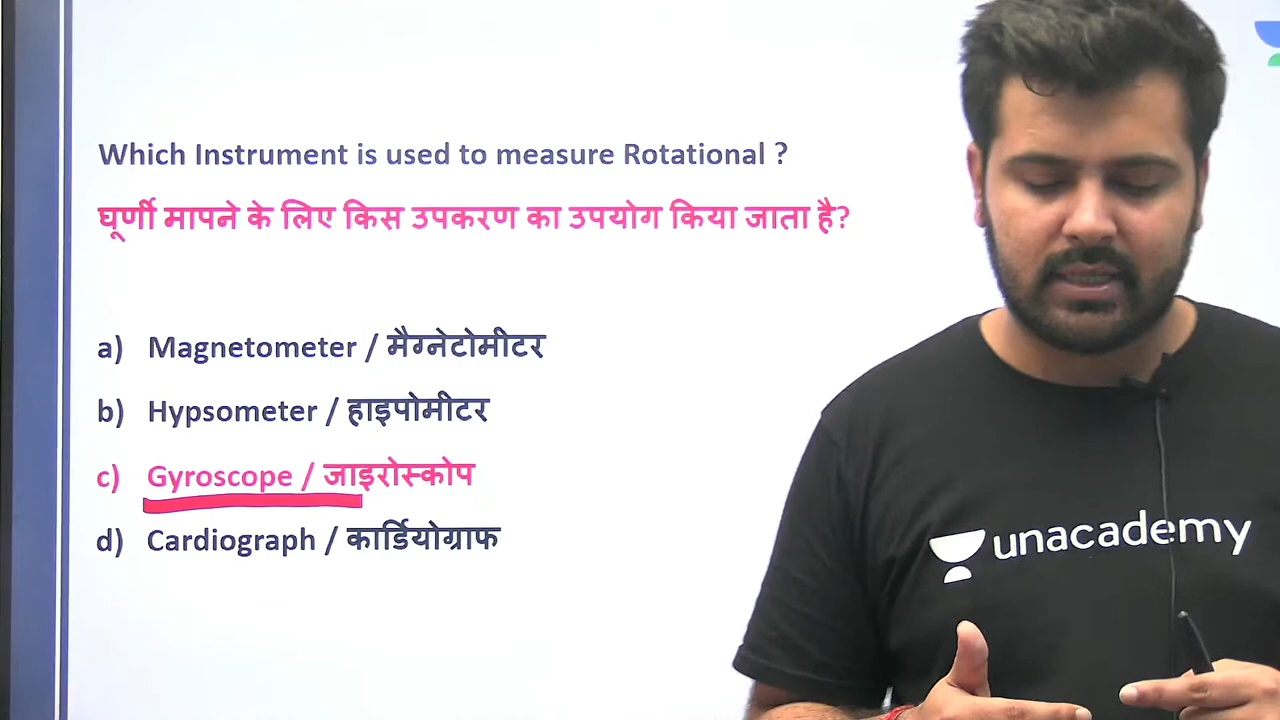 Which Instrument is used to measure Rotational ?
घूर्णी मापने के लिए किस उपकरण का उपयोग किया जाता है?
a) Magnetometer / मैग्नेटोमीटर
b) Hypsometer / हाइपोमीटर
c) Gyroscope / जाइरोस्कोप
d) Cardiograph / कार्डियोग्राफ
unacademy